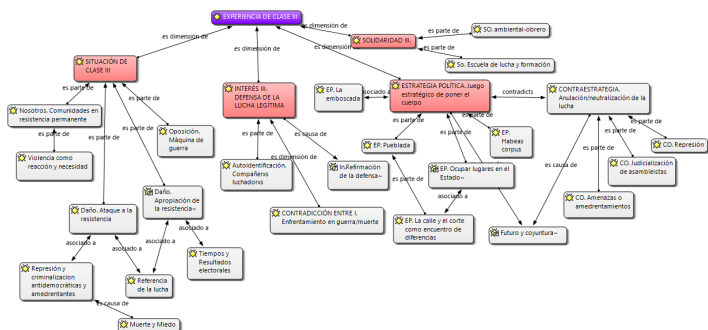 EXPERIENCIA DE CLASE III
es dimensión de
es dimensión de
es dimensión de
es dimensión de
SOLIDARIDAD III.
es parte de
SO. ambiental-obrero
es parte de
So. Escuela de lucha y formación
SITUACIÓN DE
CLASE III
INTERÉS III.
DEFENSA DE LA
LUCHA LEGÍTIMA
EP. La
emboscada
asociado a
ESTRATEGIA POLÍTICA. Juego
estratégico de poner el
cuerpo
contradicts
CONTRAESTRATEGIA.
Anulación/neutralización de la
lucha
es parte de
es parte de
es parte de
es parte de
Nosotros. Comunidades en
resistencia permanente
es parte de
Violencia como
reacción y necesidad
Oposición.
Máquina de
guerra
es parte de
es causa de
es dimensión de
Autoidentificación.
Compañerxs
luchadorxs
In.Refirmación
de la defensa~
es parte de
EP. Pueblada
es parte de
es parte de
EP.
Habeas
corpus
es parte de
EP. Ocupar lugares en el
Estado~
asociado a
es causa de
es parte de
es parte de
es parte de
CO. Represión
CO. Judicialización
de asambleistas
CO. Amenazas o
amedrentamientos
Daño. Ataque a la
resistencia
Daño.
Apropiación de
la resistencia~
CONTRADICCIÓN ENTRE I.
Enfrentamiento en guerra/muerte
EP. La calle y el corte
como encuentro de
diferencias
Futuro y coyuntura~
asociado a
asociado a
asociado a
asociado a
Represión y
criminalizacion
antidemocráticas y
amedrentantes
Referencia
de la lucha
Tiempos y
Resultados
electorales
es causa de
Muerte y Miedo